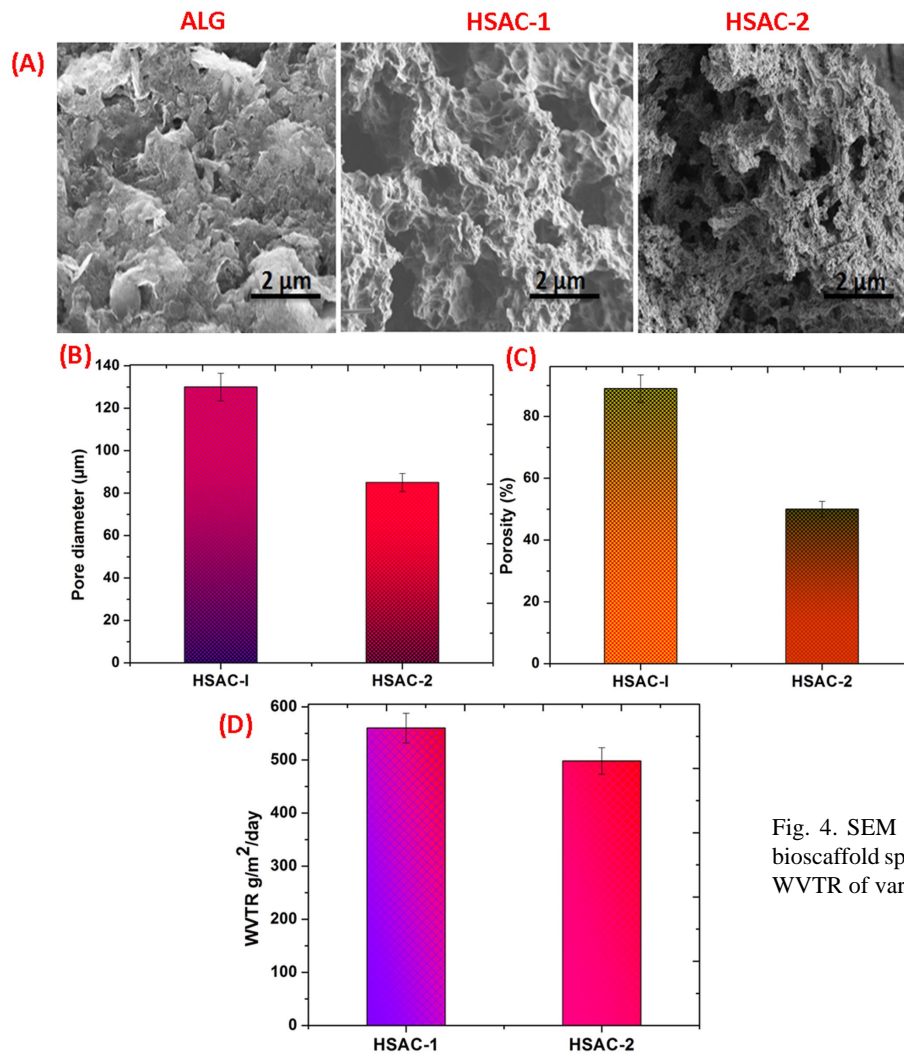 ALG HSAC-1 HSAC-2
(A)
2 µm 2 µm 2 µm
(B) (C)
140
120
100
80
60
40
20
0
Pore diameter (µm)
HSAC-I HSAC-2
80
60
40
20
0
Porosity (%)
HSAC-I HSAC-2
(D)
600
500
400
300
200
100
0
WVTR g/m²/day
HSAC-1 HSAC-2
Fig. 4. SEM
bioscaffold sp
WVTR of var